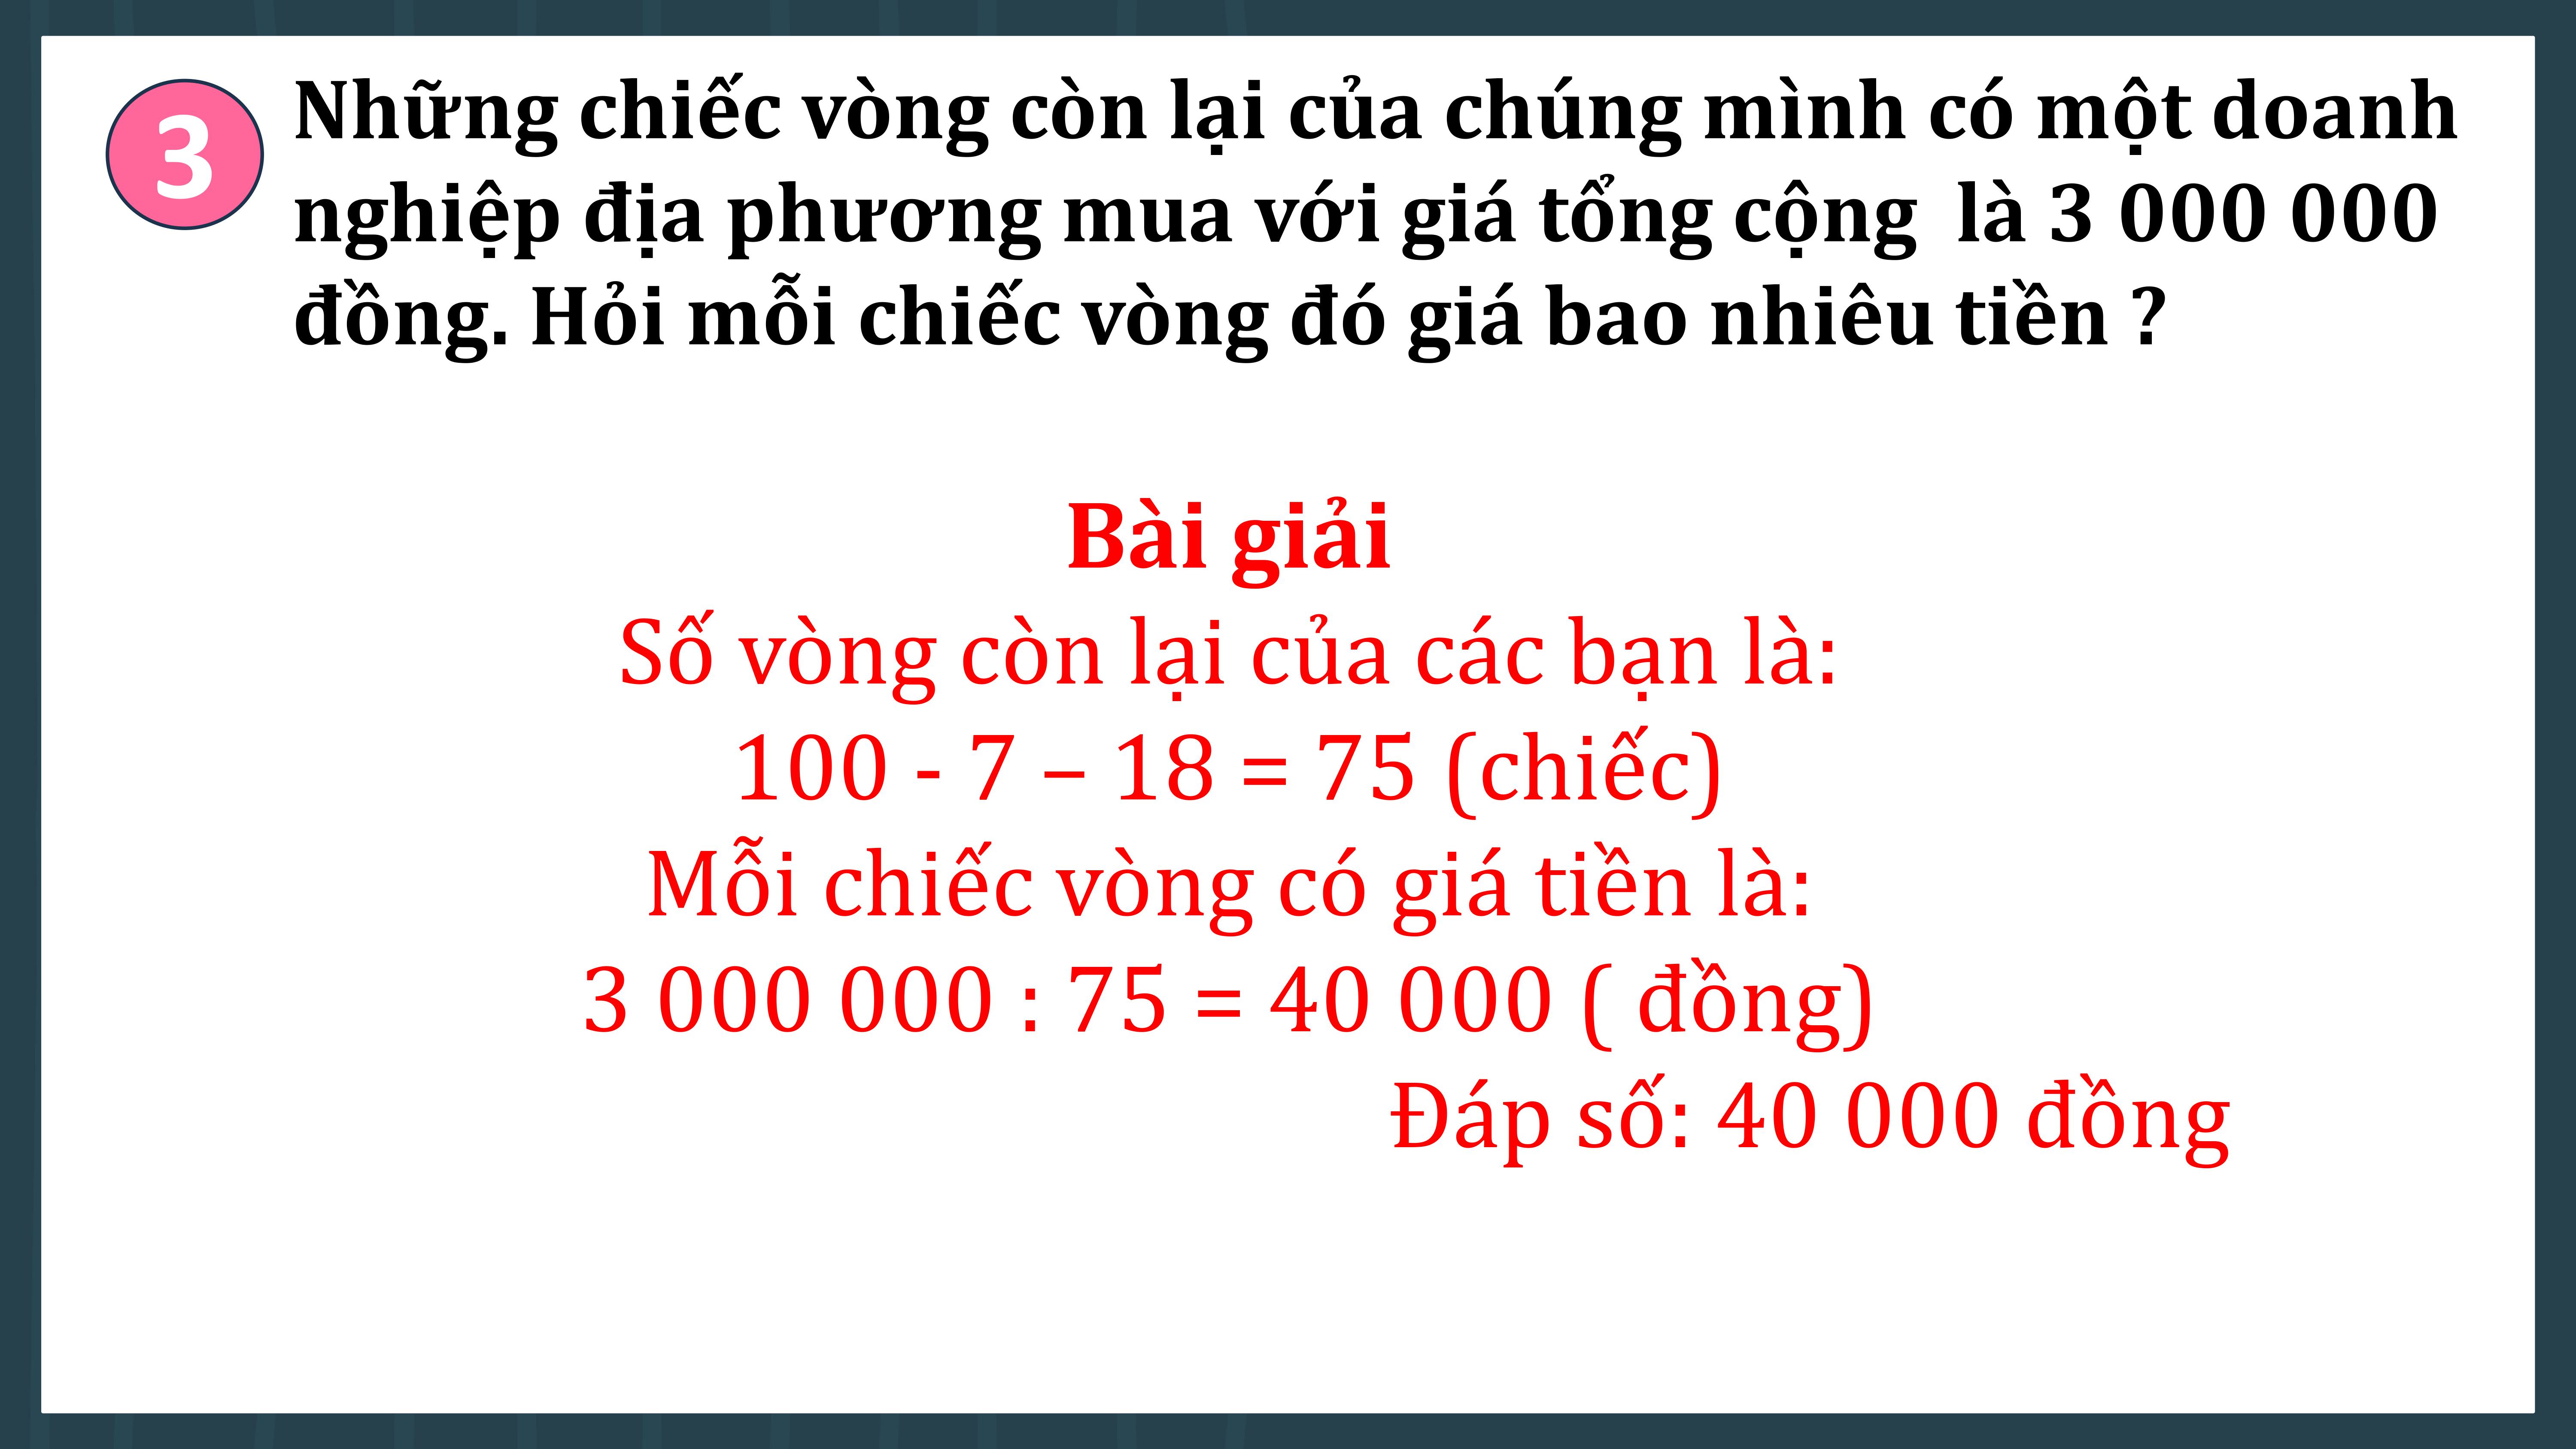 3
Những chiếc vòng còn lại của chúng mình có một doanh
nghiệp địa phương mua với giá tổng cộng  là 3 000 000
đồng. Hỏi mỗi chiếc vòng đó giá bao nhiêu tiền ?
Bài giải
Số vòng còn lại của các bạn là:
100 - 7 – 18 = 75 (chiếc)
Mỗi chiếc vòng có giá tiền là:
3 000 000 : 75 = 40 000 ( đồng)
Đáp số: 40 000 đồng